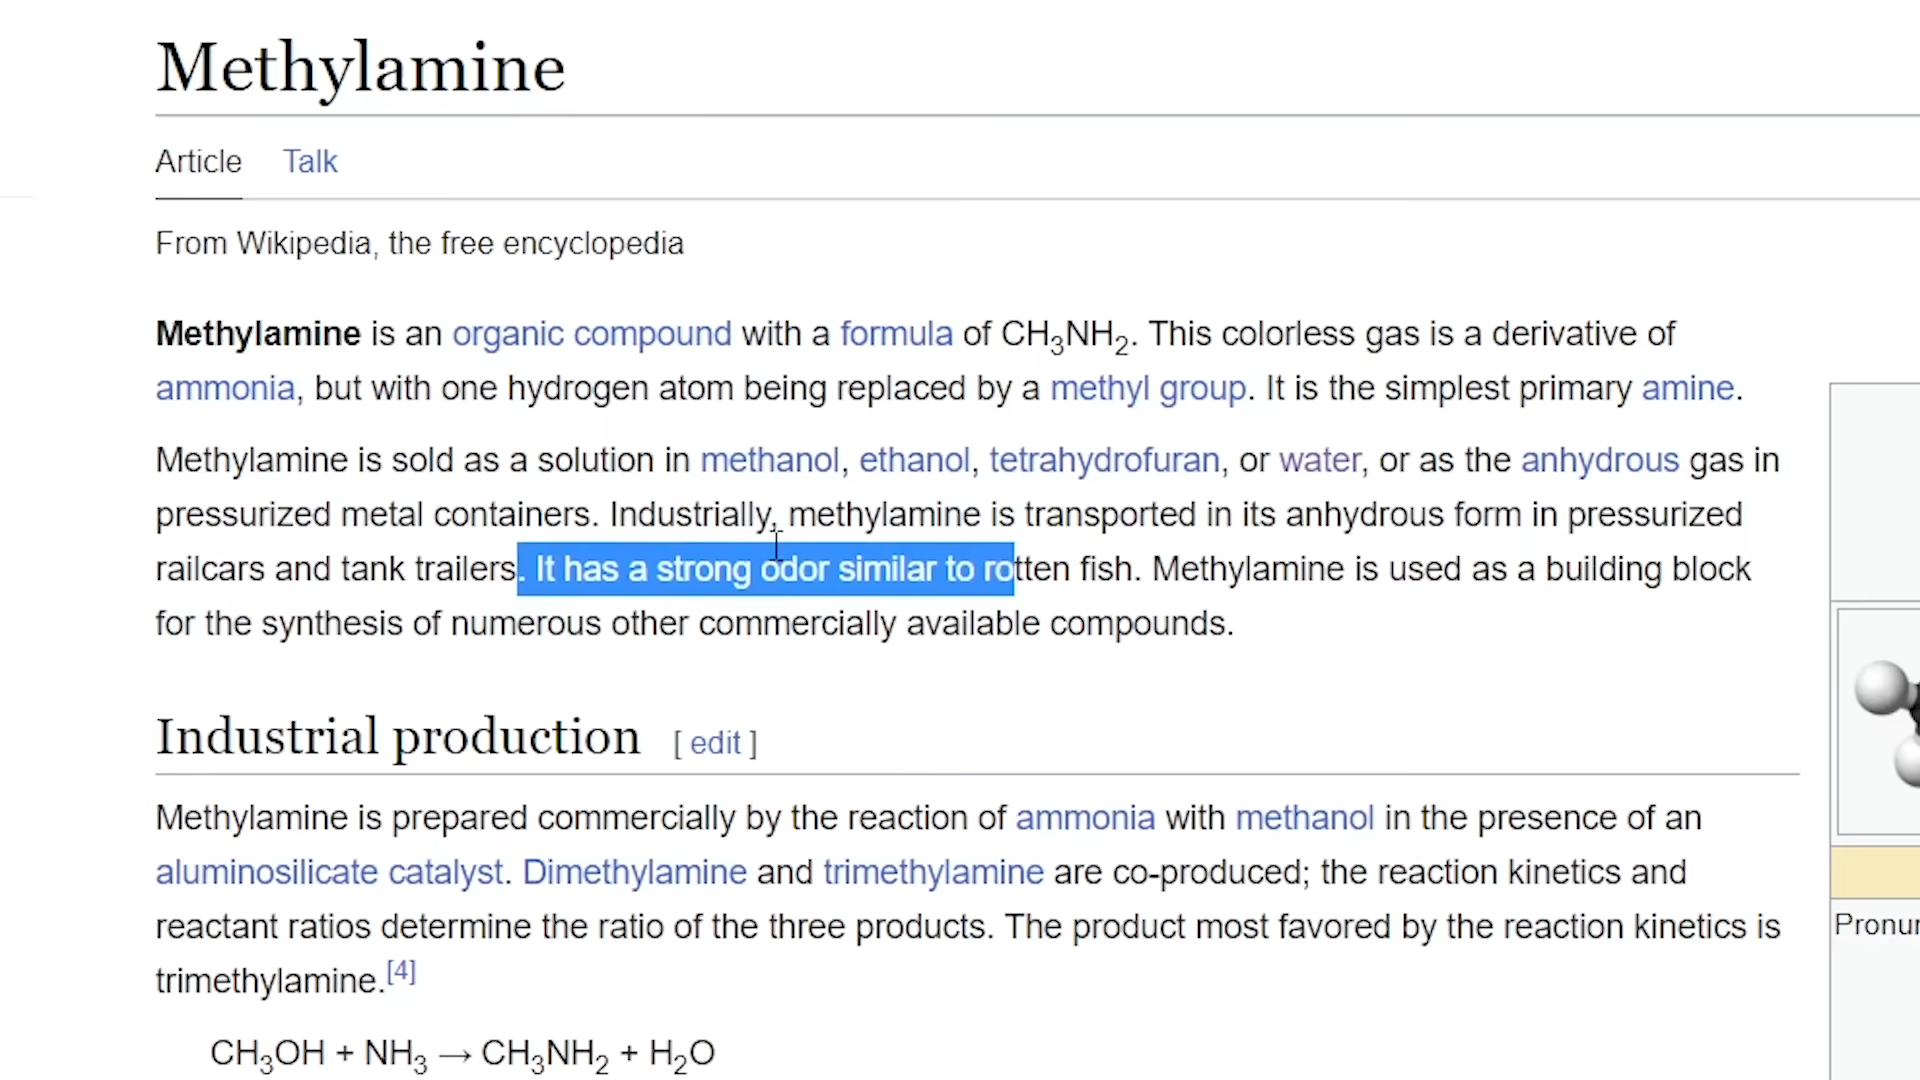 Methylamine
Article Talk
From Wikipedia, the free encyclopedia
Methylamine is an organic compound with a formula of CH₃NH₂. This colorless gas is a derivative of
ammonia, but with one hydrogen atom being replaced by a methyl group. It is the simplest primary amine.
Methylamine is sold as a solution in methanol, ethanol, tetrahydrofuran, or water, or as the anhydrous gas in
pressurized metal containers. Industrially, methylamine is transported in its anhydrous form in pressurized
railcars and tank trailers. It has a strong odor similar to rotten fish. Methylamine is used as a building block
for the synthesis of numerous other commercially available compounds.
Industrial production [ edit ]
Methylamine is prepared commercially by the reaction of ammonia with methanol in the presence of an
aluminosilicate catalyst. Dimethylamine and trimethylamine are co-produced; the reaction kinetics and
reactant ratios determine the ratio of the three products. The product most favored by the reaction kinetics is
trimethylamine.[4]
CH₃OH + NH₃ → CH₃NH₂ + H₂O